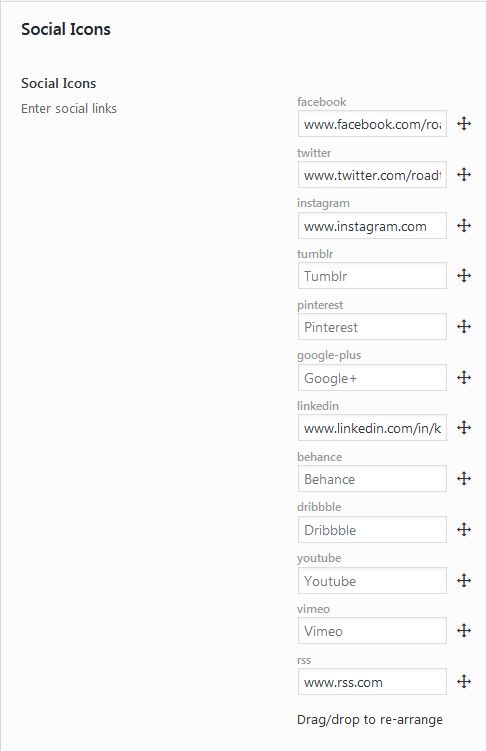 Social Icons
Social Icons
Enter social links
facebook
www.facebook.com/roa
twitter
www.twitter.com/roadt
instagram
www.instagram.com
tumblr
Tumblr
pinterest
Pinterest
google-plus
Google+
linkedin
www.linkedin.com/in/k
behance
Behance
dribbble
Dribbble
youtube
Youtube
vimeo
Vimeo
rss
www.rss.com
Drag/drop to re-arrange